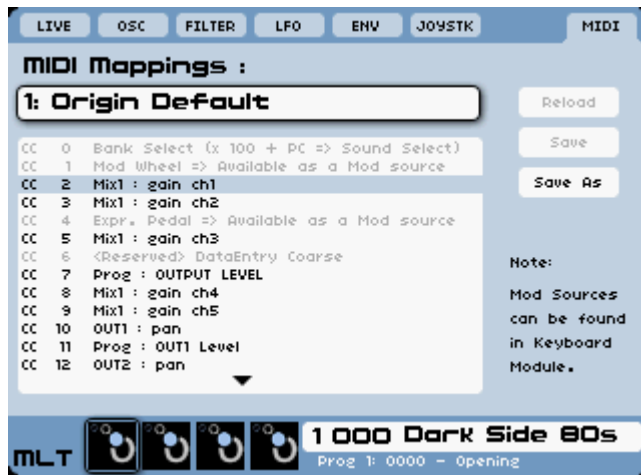 LIVE OSC FILTER LFO ENV JOYSTK MIDI
MIDI Mappings :
1: Origin Default
Reload
Save
Save As
CC 0 Bank Select (x 100 + PC => Sound Select)
CC 1 Mod Wheel => Available as a Mod source
CC 2 Mix1 : gain ch1
CC 3 Mix1 : gain ch2
CC 4 Expr. Pedal => Available as a Mod source
CC 5 Mix1 : gain ch3
CC 6 <Reserved> DataEntry Coarse
CC 7 Prog : OUTPUT LEVEL
CC 8 Mix1 : gain ch4
CC 9 Mix1 : gain ch5
CC 10 OUT1 : pan
CC 11 Prog : OUT1 Level
CC 12 OUT2 : pan
Note:
Mod Sources
can be found
in Keyboard
Module.
MLT
1 000 Dark Side 80s
Prog 1: 0000 - Opening